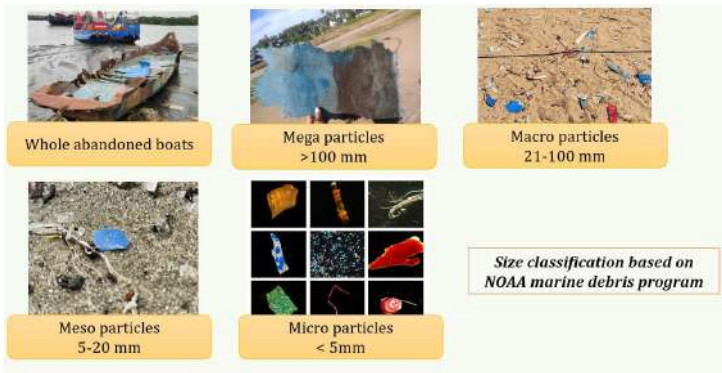 Whole abandoned boats
Mega particles
>100 mm
Macro particles
21-100 mm
Meso particles
5-20 mm
Micro particles
< 5mm
Size classification based on
NOAA marine debris program